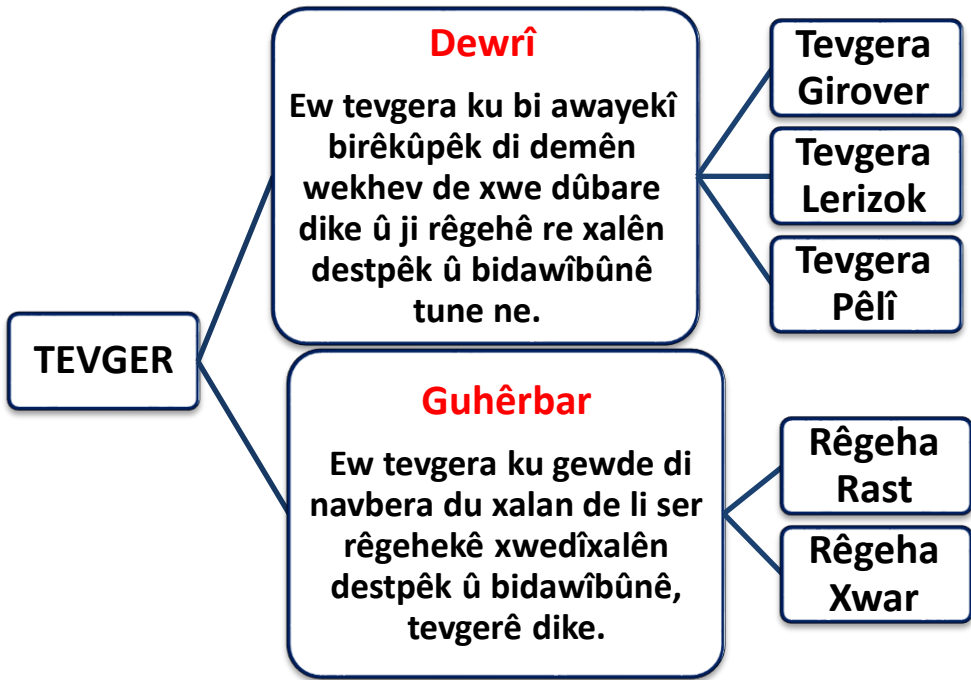 TEVGER
Dewrî
Ew tevgera ku bi awayekî
birêkûpêk di demên
wekhev de xwe dûbare
dike û ji rêgehê re xalên
destpêk û bidawîbûnê
tune ne.
Tevgera
Girover
Tevgera
Lerizok
Tevgera
Pêlî
Guhêrbar
Ew tevgera ku gewde di
navbera du xalan de li ser
rêgehekê xwedîxalên
destpêk û bidawîbûnê,
tevgerê dike.
Rêgeha
Rast
Rêgeha
Xwar